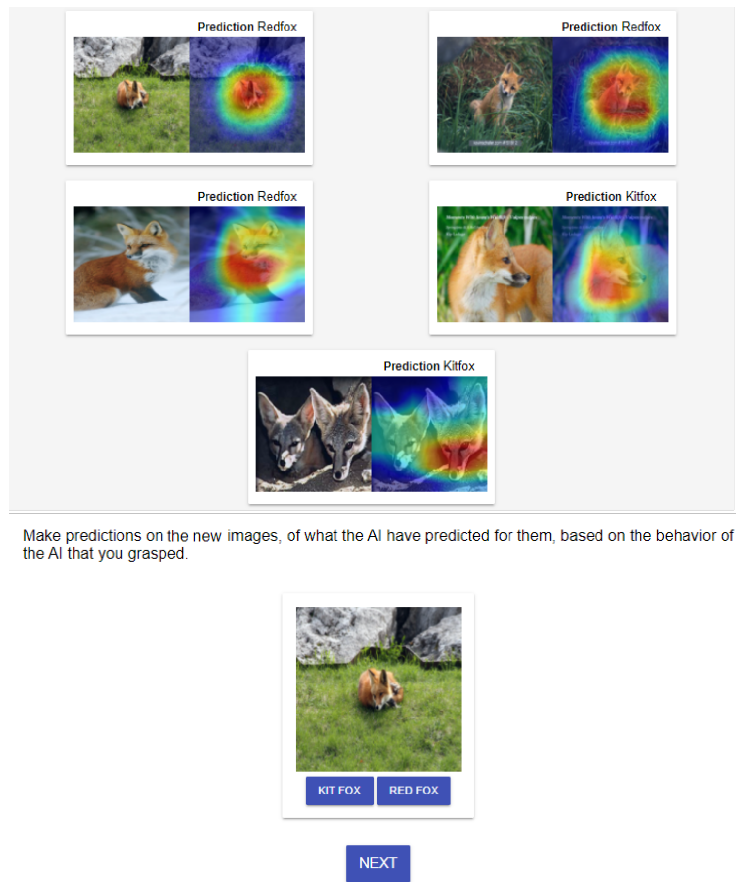 Prediction Redfox
Prediction Redfox
Prediction Redfox
Prediction Kitfox
Prediction Kitfox
Make predictions on the new images, of what the AI have predicted for them, based on the behavior of
the AI that you grasped.
KIT FOX
RED FOX
NEXT